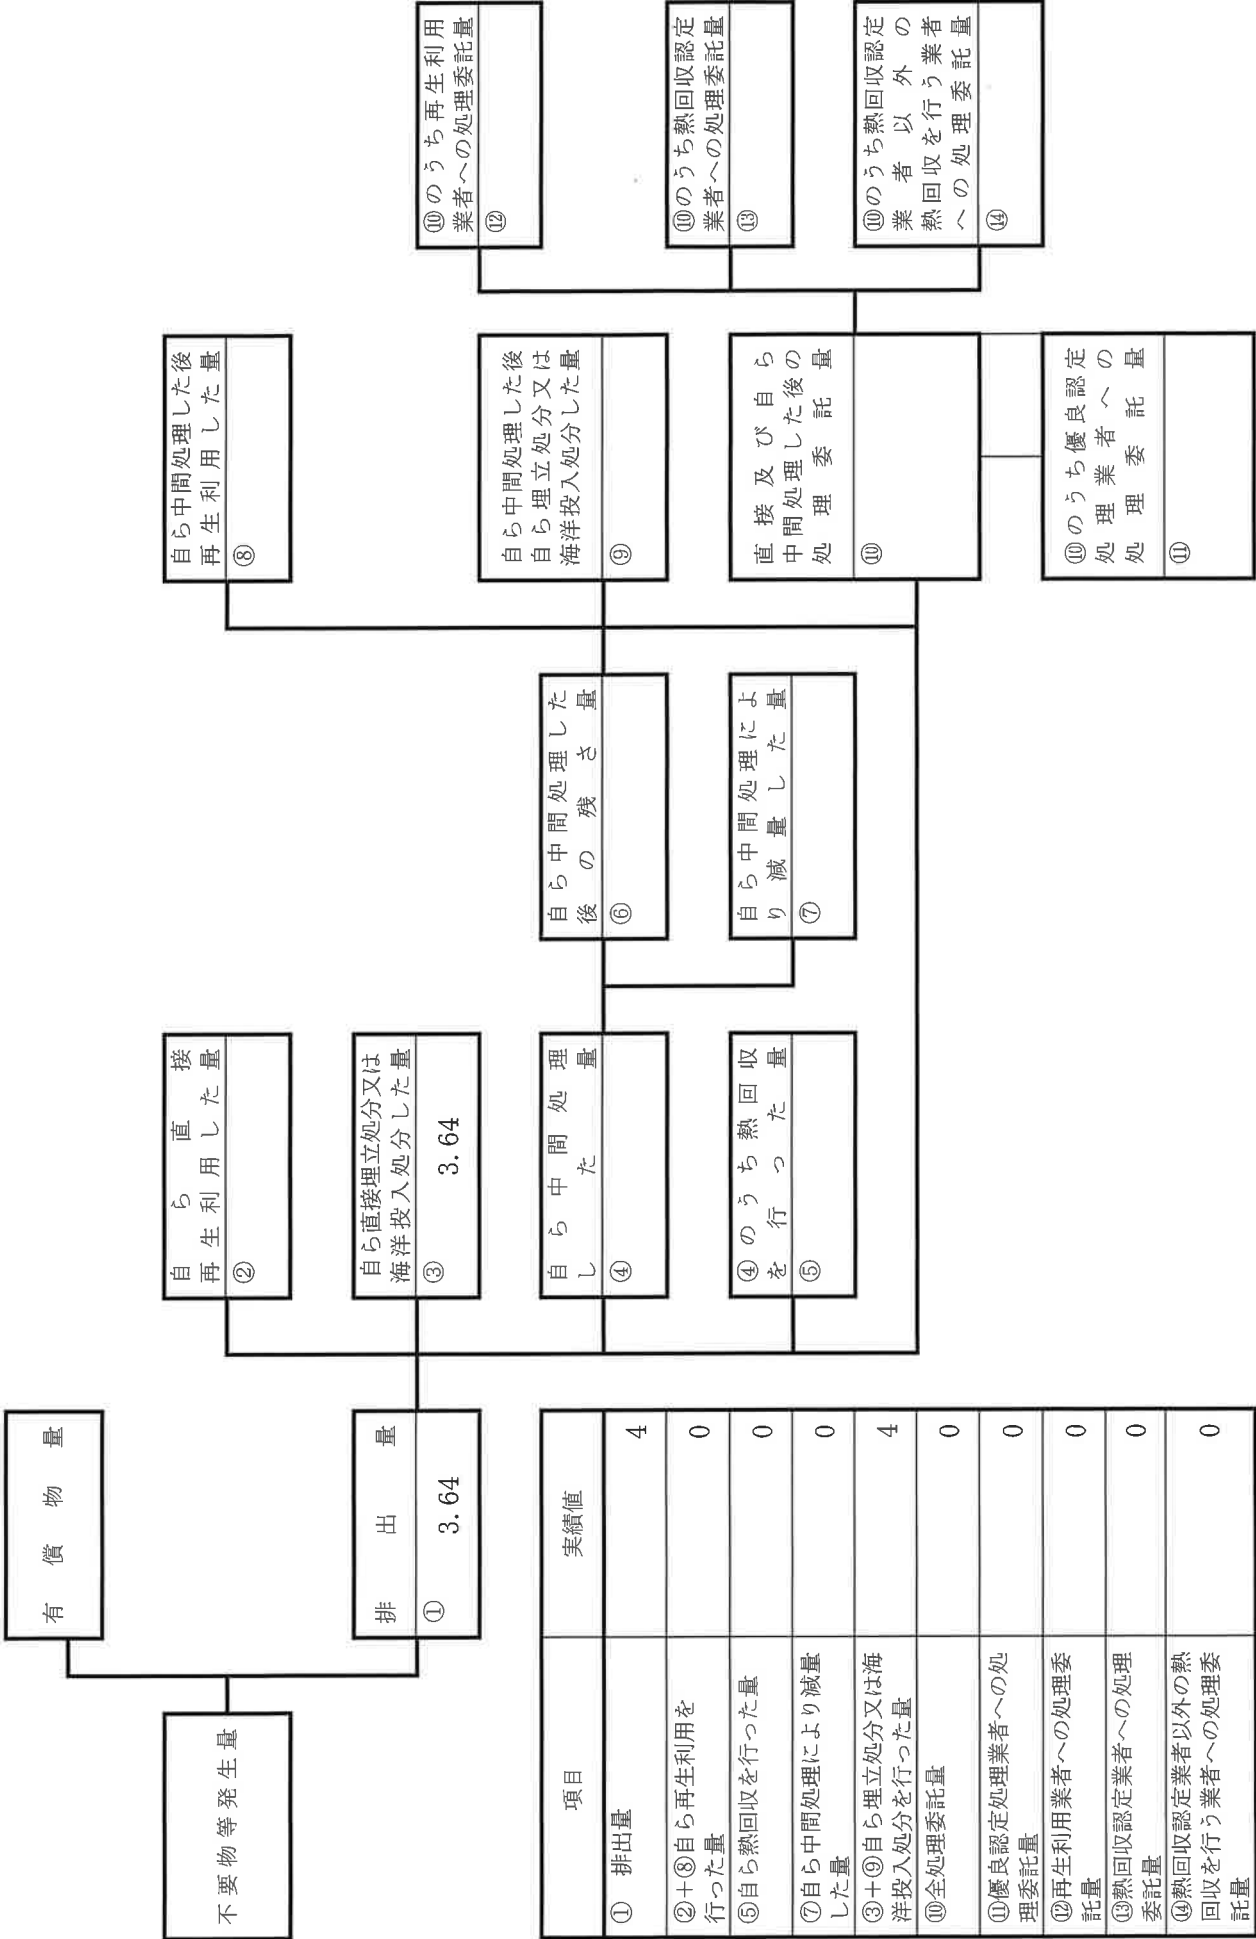 不要物等発生量
有償物量
排出量
① 3.64
自ら直接
再生利用した量
②
自ら直接埋立処分又は
海洋投入処分した量
③ 3.64
自ら中間処理
した量
④
④のうち熱回収
を行った量
⑤
自ら中間処理した
後の残さ量
⑥
自ら中間処理によ
り減量した量
⑦
自ら中間処理した後
再生利用した量
⑧
自ら中間処理した後
自ら埋立処分又は
海洋投入処分した量
⑨
直接及び自ら
中間処理した後の
処理委託量
⑩
⑩のうち優良認定
処理業者への
処理委託量
⑪
⑩のうち再生利用
業者への処理委託量
⑫
⑩のうち熱回収認定
業者への処理委託量
⑬
⑩のうち熱回収認定
業者以外の
熱回収を行う業者
への処理委託量
⑭
項目 実績値
① 排出量 4
②+⑧自ら再生利用を
行った量 0
⑤自ら熱回収を行った量 0
⑦自ら中間処理により減量
した量 0
③+⑨自ら埋立処分又は海
洋投入処分を行った量 4
⑩全処理委託量 0
⑪優良認定処理業者への処
理委託量 0
⑫再生利用業者への処理委
託量 0
⑬熱回収認定業者への処理
委託量 0
⑭熱回収認定業者以外の熱
回収を行う業者への処理委
託量 0